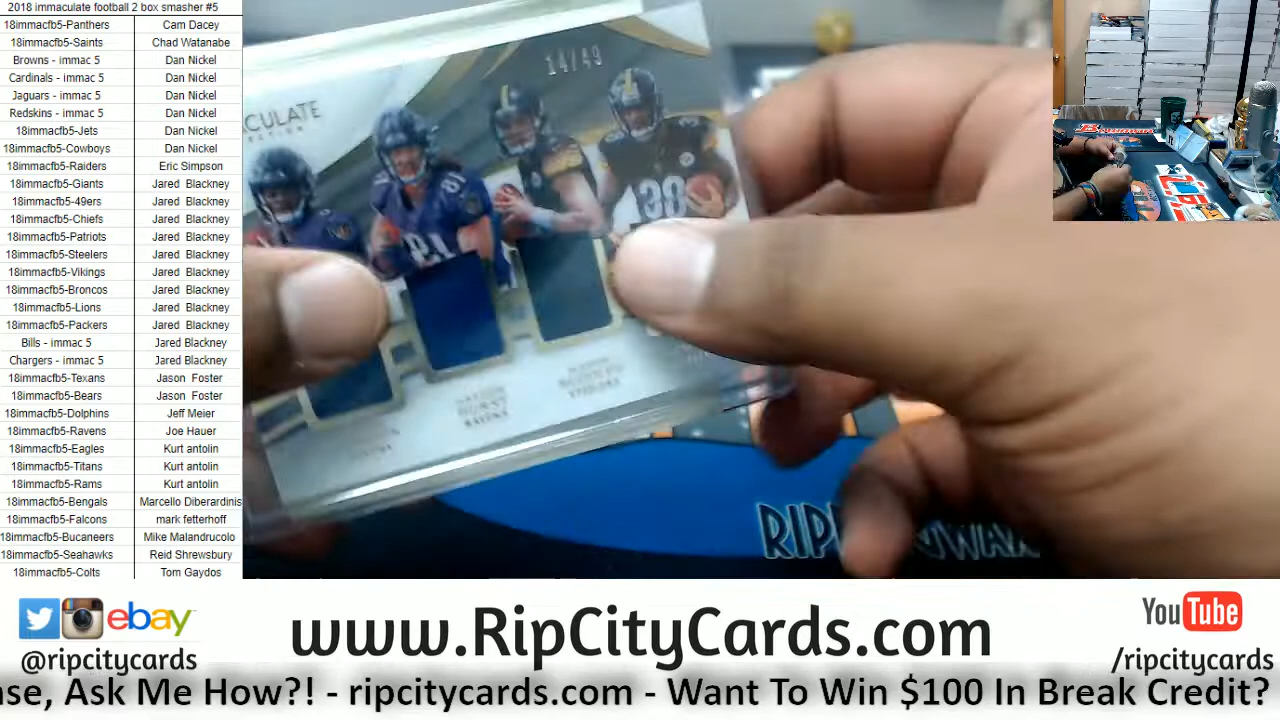 2018 immaculate football 2 box smasher #5
18immacfb5-Panthers Cam Dacey
18immacfb5-Saints Chad Watanabe
Browns - immac 5 Dan Nickel
Cardinals - immac 5 Dan Nickel
Jaguars - immac 5 Dan Nickel
Redskins - immac 5 Dan Nickel
18immacfb5-Jets Dan Nickel
18immacfb5-Cowboys Dan Nickel
18immacfb5-Raiders Eric Simpson
18immacfb5-Giants Jared Blackney
18immacfb5-49ers Jared Blackney
18immacfb5-Chiefs Jared Blackney
18immacfb5-Patriots Jared Blackney
18immacfb5-Steelers Jared Blackney
18immacfb5-Vikings Jared Blackney
18immacfb5-Broncos Jared Blackney
18immacfb5-Lions Jared Blackney
18immacfb5-Packers Jared Blackney
Bills - immac 5 Jared Blackney
Chargers - immac 5 Jared Blackney
18immacfb5-Texans Jason Foster
18immacfb5-Bears Jason Foster
18immacfb5-Dolphins Jeff Meier
18immacfb5-Ravens Joe Hauer
18immacfb5-Eagles Kurt antolin
18immacfb5-Titans Kurt antolin
18immacfb5-Rams Kurt antolin
18immacfb5-Bengals Marcello Diberardinis
18immacfb5-Falcons mark fetterhoff
18immacfb5-Bucaneers Mike Malandrucolo
18immacfb5-Seahawks Reid Shrewsbury
18immacfb5-Colts Tom Gaydos
14/49
CULATE
81
30
HURST
RAVENS
RIP
WAX
ebay
@ripcitycards
www.RipCityCards.com
YouTube
/ripcitycards
se, Ask Me How?! - ripcitycards.com - Want To Win $100 In Break Credit?